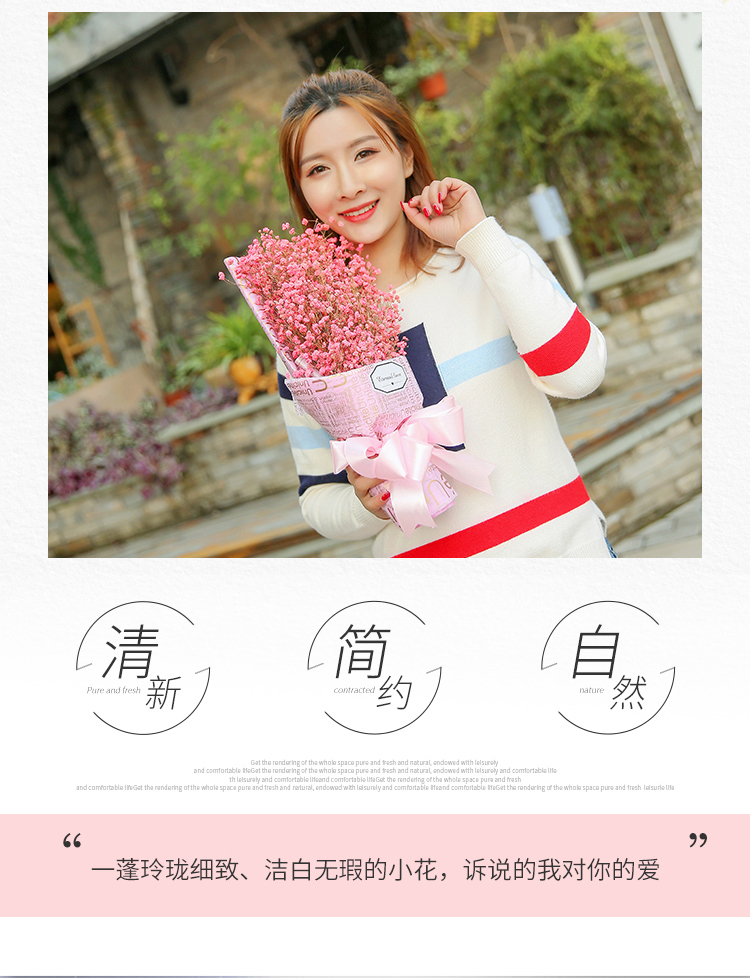 Eternal love
清新
Pure and fresh
简约
contracted
自然
nature
Get the rendering of the whole space pure and fresh and natural, endowed with leisurely
and comfortable lifeGet the rendering of the whole space pure and fresh and natural, endowed with leisurely and comfortable life
th leisurely and comfortable lifeand comfortable lifeGet the rendering of the whole space pure and fresh
and comfortable lifeGet the rendering of the whole space pure and fresh and natural, endowed with leisurely and comfortable lifeand comfortable lifeGet the rendering of the whole space pure and fresh leisurle life
“ ”
一蓬玲珑细致、洁白无瑕的小花，诉说的我对你的爱